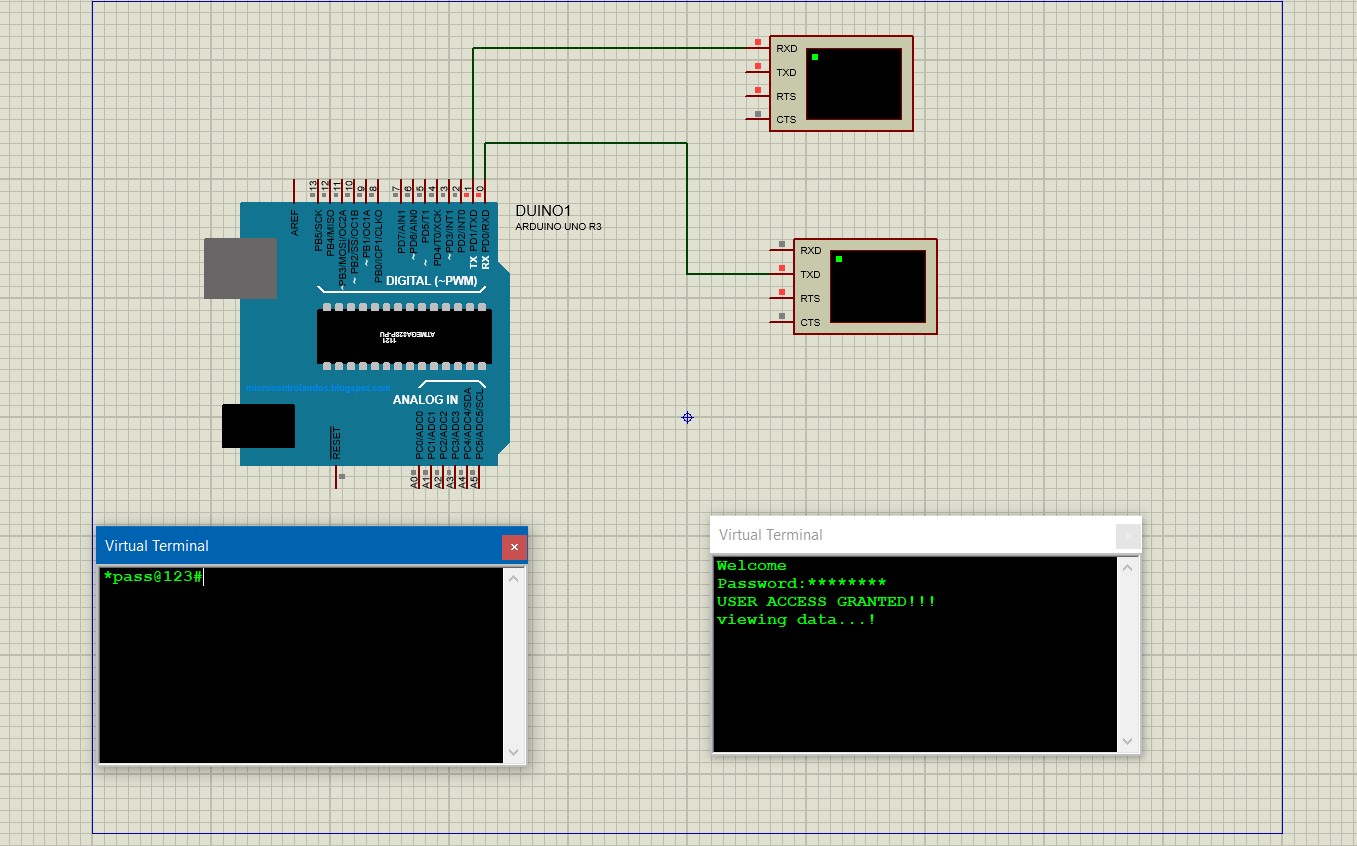 RXD
TXD
RTS
CTS
13
12
11
10
9
8
7
6
5
4
3
2
1
0
AREF
PB5/SCK
PB4/MISO
~PB3/MOSI/OC2A
~ PB2/SS/OC1B
~ PB1/OC1A
PB0/ICP1/CLKO
PD7/AIN1
~ PD6/AIN0
~ PD5/T1
PD4/T0/XCK
~ PD3/INT1
PD2/INT0
TX PD1/TXD
RX PD0/RXD
DUINO1
ARDUINO UNO R3
RXD
TXD
RTS
CTS
DIGITAL (~PWM)
ATMEGA328P-PU
1121
microcontrolandos.blogspot.com
ANALOG IN
RESET
PC0/ADC0
PC1/ADC1
PC2/ADC2
PC3/ADC3
PC4/ADC4/SDA
PC5/ADC5/SCL
A0
A1
A2
A3
A4
A5
Virtual Terminal
*pass@123#
Virtual Terminal
Welcome
Password:********
USER ACCESS GRANTED!!!
viewing data...!